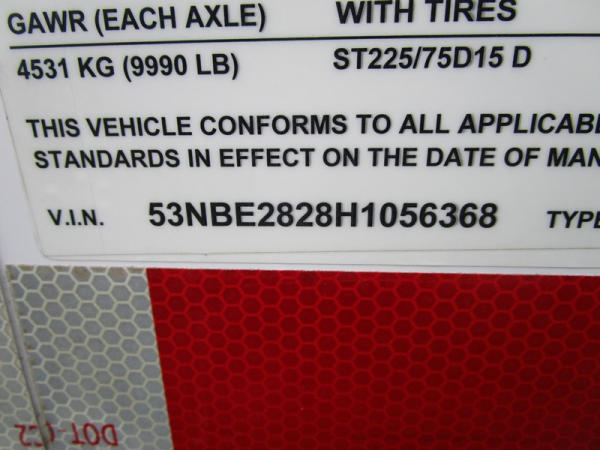 GAWR (EACH AXLE) WITH TIRES
4531 KG (9990 LB) ST225/75D15 D
THIS VEHICLE CONFORMS TO ALL APPLICABL
STANDARDS IN EFFECT ON THE DATE OF MAN
V.I.N. 53NBE2828H1056368 TYPE
DOT-C2